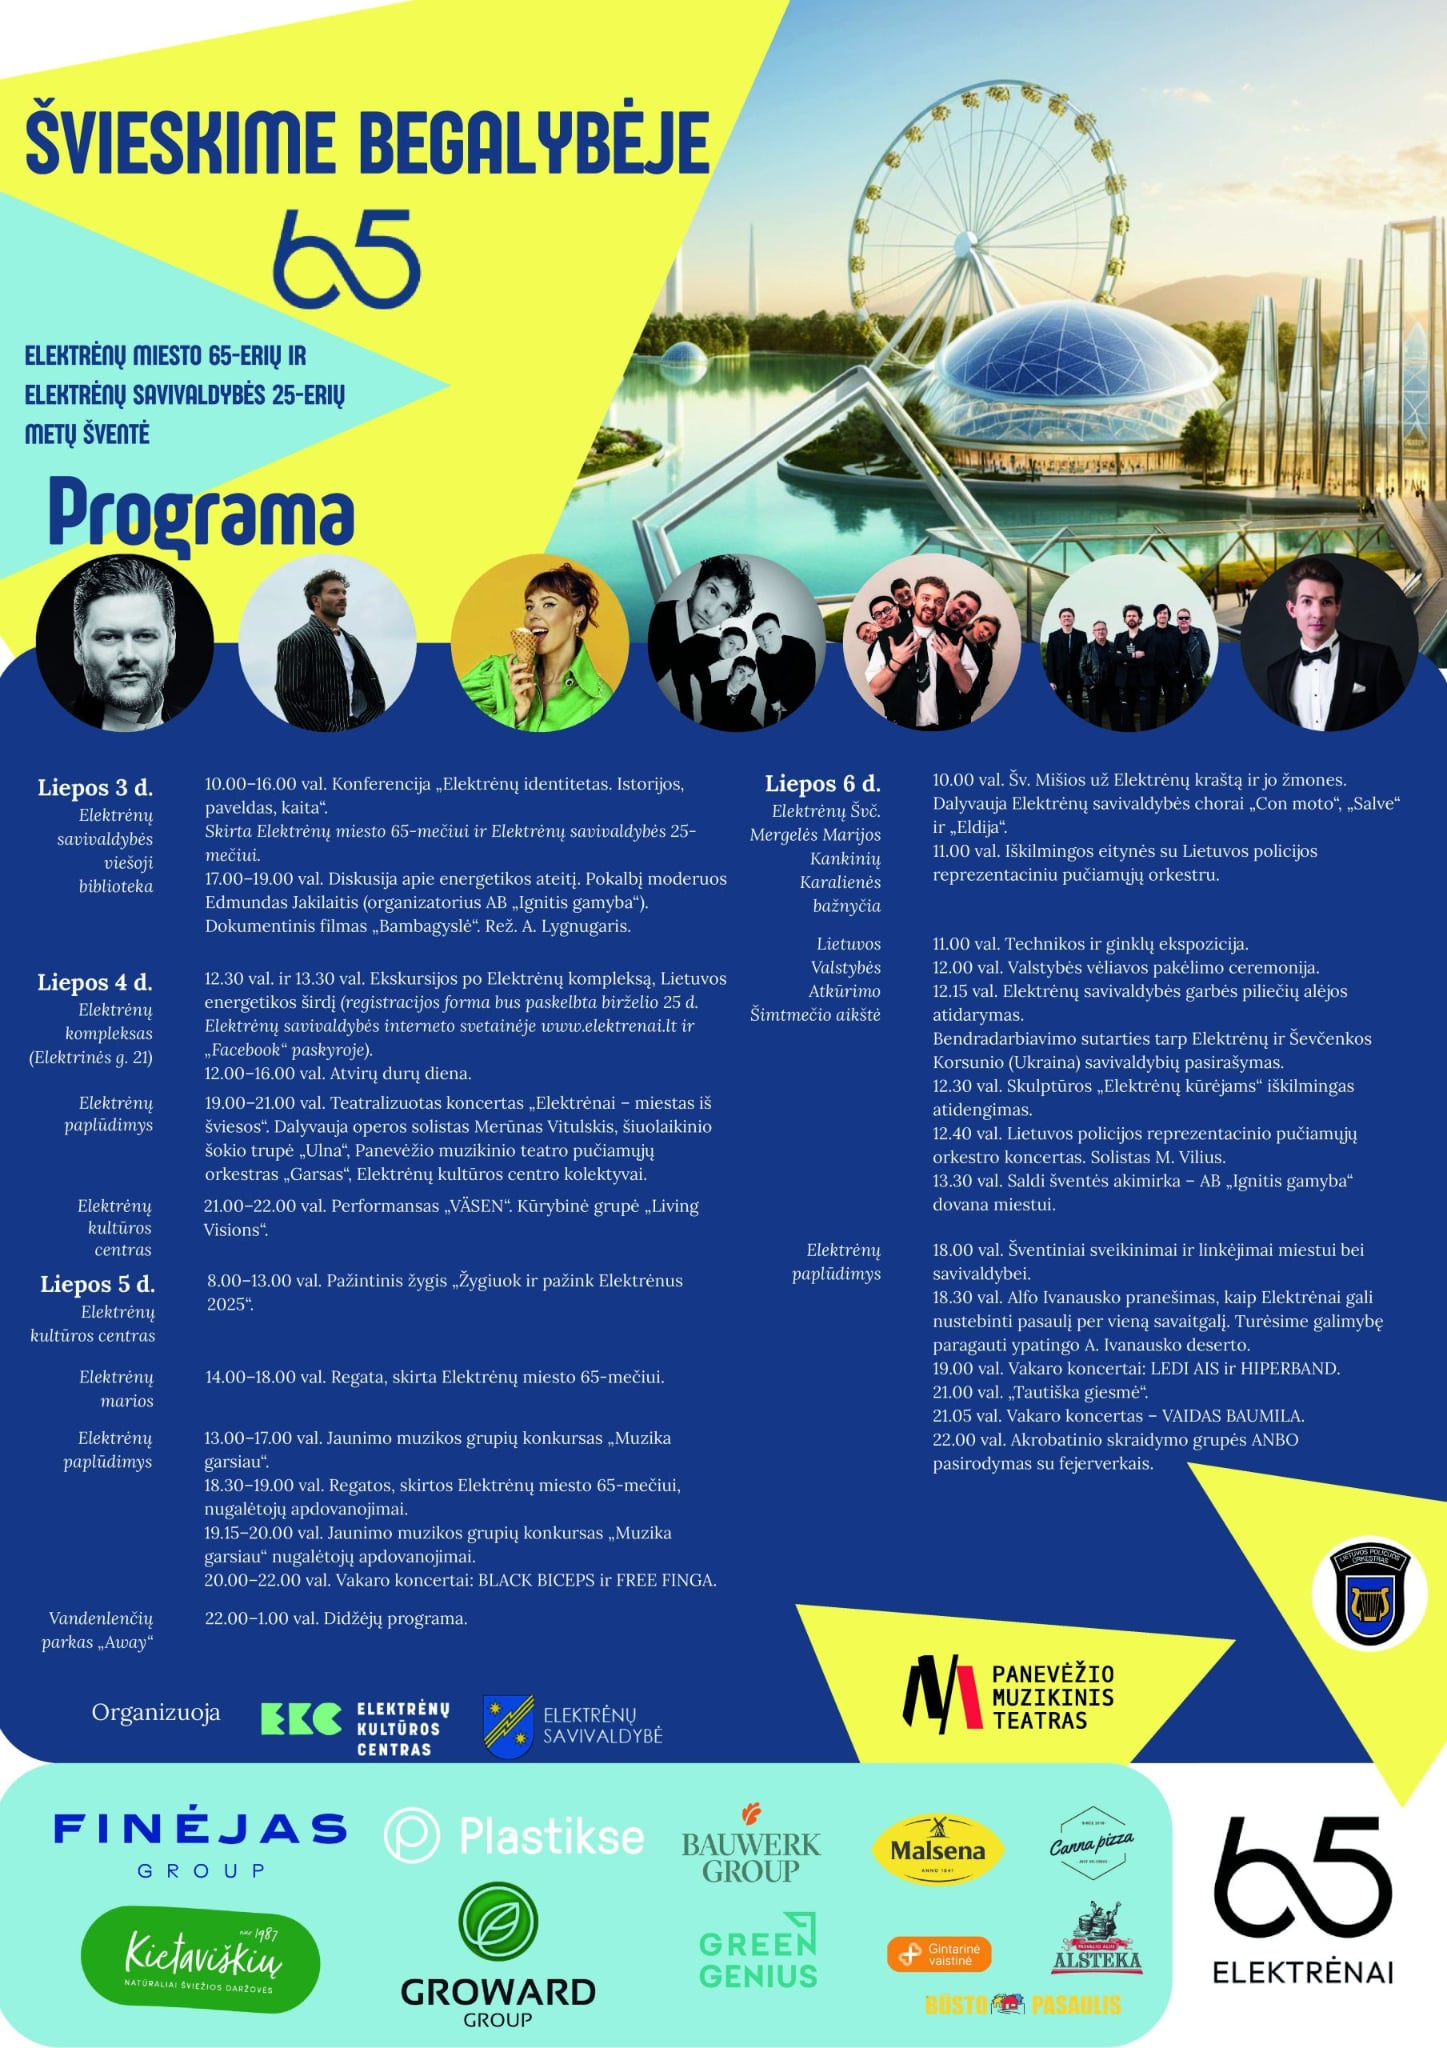 ŠVIESKIME BEGALYBĖJE
65
ELEKTRĖNŲ MIESTO 65-ERIŲ IR
ELEKTRĖNŲ SAVIVALDYBĖS 25-ERIŲ
METŲ ŠVENTĖ
Programa
Liepos 3 d.
Elektrėnų
savivaldybės
viešoji
biblioteka
10.00–16.00 val. Konferencija „Elektrėnų identitetas. Istorijos,
paveldas, kaita“.
Skirta Elektrėnų miesto 65-mečiui ir Elektrėnų savivaldybės 25-
mečiui.
17.00–19.00 val. Diskusija apie energetikos ateitį. Pokalbį moderuos
Edmundas Jakilaitis (organizatorius AB „Ignitis gamyba“).
Dokumentinis filmas „Bambagyslė“. Rež. A. Lygnugaris.
Liepos 4 d.
Elektrėnų
kompleksas
(Elektrinės g. 21)
12.30 val. ir 13.30 val. Ekskursijos po Elektrėnų kompleksą, Lietuvos
energetikos širdį (registracijos forma bus paskelbta birželio 25 d.
Elektrėnų savivaldybės interneto svetainėje www.elektrenai.lt ir
„Facebook“ paskyroje).
12.00–16.00 val. Atvirų durų diena.
Elektrėnų
paplūdimys
19.00–21.00 val. Teatralizuotas koncertas „Elektrėnai – miestas iš
šviesos“. Dalyvauja operos solistas Merūnas Vitulskis, šiuolaikinio
šokio trupė „Ulna“, Panevėžio muzikinio teatro pučiamųjų
orkestras „Garsas“, Elektrėnų kultūros centro kolektyvai.
Elektrėnų
kultūros
centras
21.00–22.00 val. Performansas „VÄSEN“. Kūrybinė grupė „Living
Visions“.
Liepos 5 d.
Elektrėnų
kultūros centras
8.00–13.00 val. Pažintinis žygis „Žygiuok ir pažink Elektrėnus
2025“.
Elektrėnų
marios
14.00–18.00 val. Regata, skirta Elektrėnų miesto 65-mečiui.
Elektrėnų
paplūdimys
13.00–17.00 val. Jaunimo muzikos grupių konkursas „Muzika
garsiau“.
18.30–19.00 val. Regatos, skirtos Elektrėnų miesto 65-mečiui,
nugalėtojų apdovanojimai.
19.15–20.00 val. Jaunimo muzikos grupių konkursas „Muzika
garsiau“ nugalėtojų apdovanojimai.
20.00–22.00 val. Vakaro koncertai: BLACK BICEPS ir FREE FINGA.
Vandenlenčių
parkas „Away“
22.00–1.00 val. Didžėjų programa.
Liepos 6 d.
Elektrėnų Švč.
Mergelės Marijos
Kankinių
Karalienės
bažnyčia
10.00 val. Šv. Mišios už Elektrėnų kraštą ir jo žmones.
Dalyvauja Elektrėnų savivaldybės chorai „Con moto“, „Salve“
ir „Eldija“.
11.00 val. Iškilmingos eitynės su Lietuvos policijos
reprezentaciniu pučiamųjų orkestru.
Lietuvos
Valstybės
Atkūrimo
Šimtmečio aikštė
11.00 val. Technikos ir ginklų ekspozicija.
12.00 val. Valstybės vėliavos pakėlimo ceremonija.
12.15 val. Elektrėnų savivaldybės garbės piliečių alėjos
atidarymas.
Bendradarbiavimo sutarties tarp Elektrėnų ir Ševčenkos
Korsunio (Ukraina) savivaldybių pasirašymas.
12.30 val. Skulptūros „Elektrėnų kūrėjams“ iškilmingas
atidengimas.
12.40 val. Lietuvos policijos reprezentacinio pučiamųjų
orkestro koncertas. Solistas M. Vilius.
13.30 val. Saldi šventės akimirka – AB „Ignitis gamyba“
dovana miestui.
Elektrėnų
paplūdimys
18.00 val. Šventiniai sveikinimai ir linkėjimai miestui bei
savivaldybei.
18.30 val. Alfo Ivanausko pranešimas, kaip Elektrėnai gali
nustebinti pasaulį per vieną savaitgalį. Turėsime galimybę
paragauti ypatingo A. Ivanausko deserto.
19.00 val. Vakaro koncertai: LEDI AIS ir HIPERBAND.
21.00 val. „Tautiška giesmė“.
21.05 val. Vakaro koncertas – VAIDAS BAUMILA.
22.00 val. Akrobatinio skraidymo grupės ANBO
pasirodymas su fejerverkais.
LIETUVOS POLICIJOS
ORKESTRAS
PANEVĖŽIO
MUZIKINIS
TEATRAS
Organizuoja
EKC
ELEKTRĖNŲ
KULTŪROS
CENTRAS
ELEKTRĖNŲ
SAVIVALDYBĖ
FINĖJAS
GROUP
Plastikse
BAUWERK
GROUP
Malsena
ANNO 1841
Canna pizza
nuo 1987
Kietaviškių
NATŪRALIAI ŠVIEŽIOS DARŽOVĖS
GROWARD
GROUP
GREEN
GENIUS
Gintarinė
vaistinė
ALSTEKA
BŪSTO PASAULIS
65
ELEKTRĖNAI